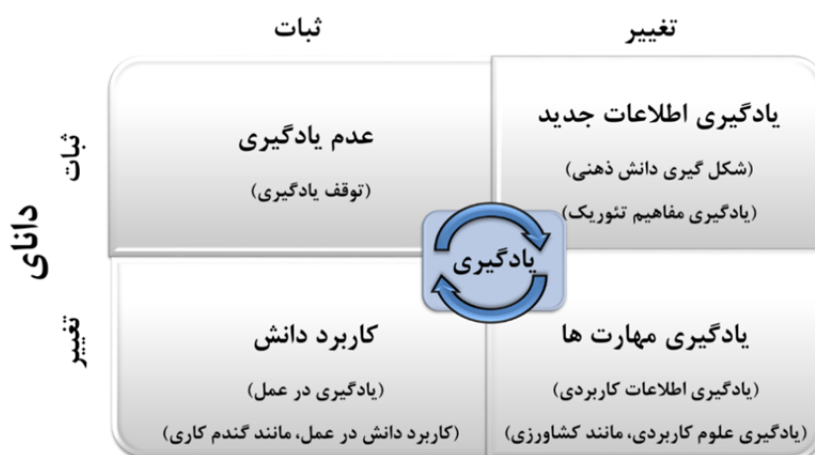 تغییر
ثبات
یادگیری اطلاعات جدید
(شکل گیری دانش ذهنی)
(یادگیری مفاهیم تئوریک)
عدم یادگیری
(توقف یادگیری)
ثبات
دانای
یادگیری
یادگیری مهارت ها
(یادگیری اطلاعات کاربردی)
(یادگیری علوم کاربردی، مانند کشاورزی)
کاربرد دانش
(یادگیری در عمل)
(کاربرد دانش در عمل، مانند گندم کاری)
تغییر